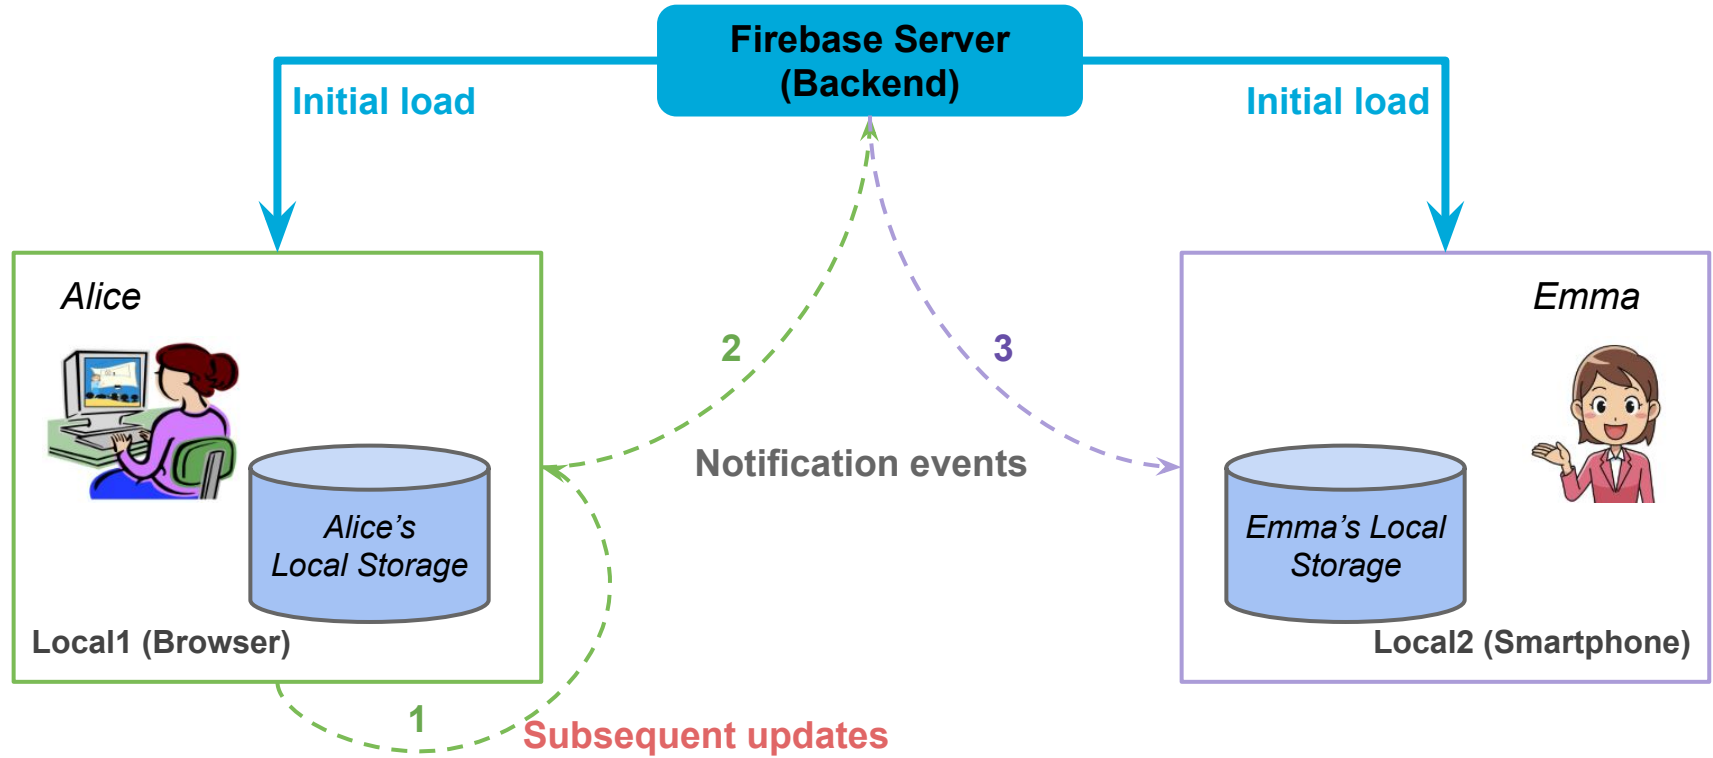 Firebase Server
(Backend)
Initial load
Initial load
Alice
Emma
2
3
Notification events
Alice’s
Local Storage
Emma’s Local
Storage
Local1 (Browser)
Local2 (Smartphone)
1
Subsequent updates